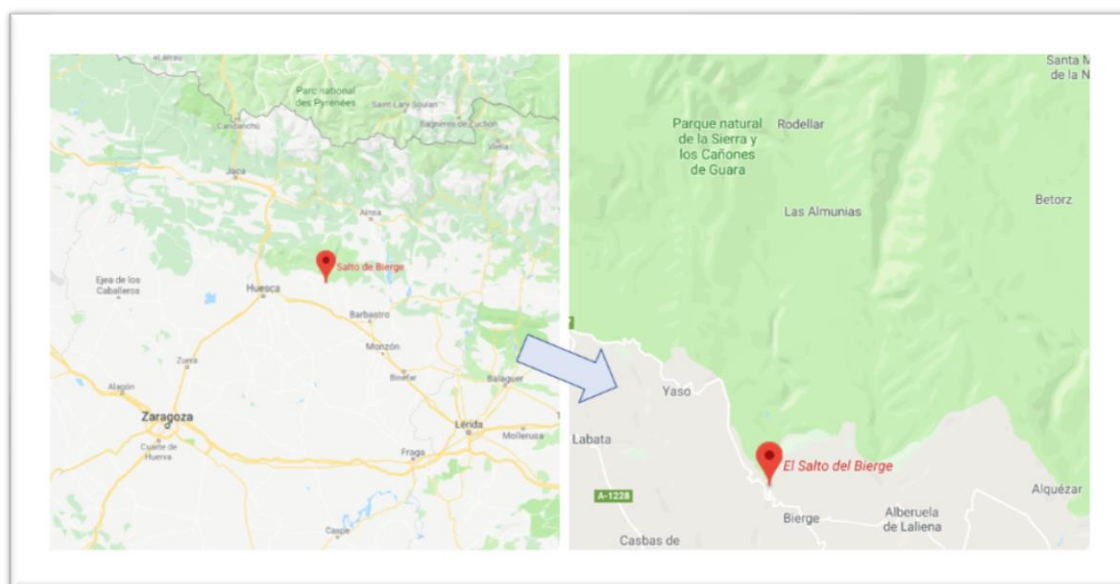 Parc national
des Pyrénées
Saint-Lary-Soulan
Candanchú
Bagnères-de-Luchon
Viella
Jaca
Aínsa
Salto de Bierge
Ejea de los
Caballeros
Huesca
Barbastro
Monzón
Zuera
Binéfar
Balaguer
Alagón
Zaragoza
Lérida
Mollerusa
Cuarte de
Huerva
Fraga
Caspe
Santa M
de la N
Parque natural
de la Sierra y
los Cañones
de Guara
Rodellar
Betorz
Las Almunias
Yaso
Labata
El Salto del Bierge
A-1228
Alquézar
Bierge
Alberuela
de Laliena
Casbas de